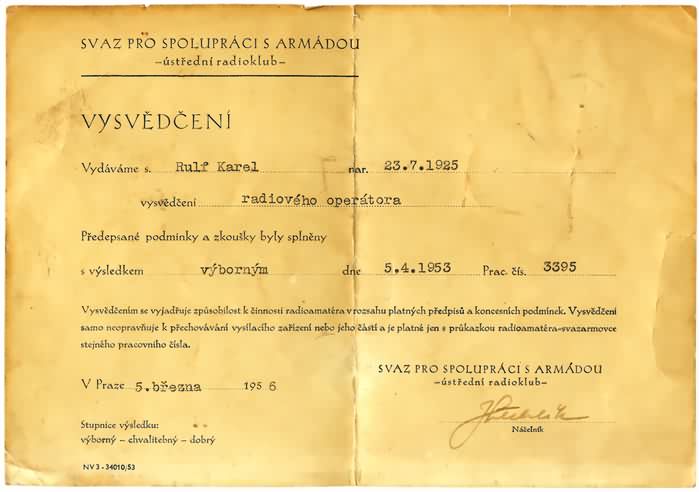 SVAZ PRO SPOLUPRÁCI S ARMÁDOU
–ústřední radioklub–
VYSVĚDČENÍ
Vydáváme s. Rulf Karel nar. 23.7.1925
vysvědčení radiového operátora
Předepsané podmínky a zkoušky byly splněny
s výsledkem výborným dne 5.4.1953 Prac. čís. 3395
Vysvědčením se vyjadřuje způsobilost k činnosti radioamatéra v rozsahu platných předpisů a koncesních podmínek. Vysvědčení
samo neopravňuje k přechovávání vysílacího zařízení nebo jeho částí a je platné jen s průkazkou radioamatéra-svazarmovce
stejného pracovního čísla.
V Praze 5.března 1956
SVAZ PRO SPOLUPRÁCI S ARMÁDOU
–ústřední radioklub–
Náčelník
Stupnice výsledku:
výborný – chvalitebný – dobrý
NV 3 - 34010/53